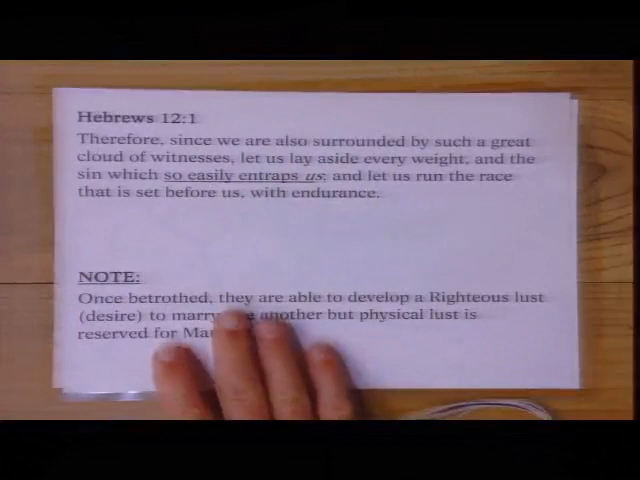 Hebrews 12:1
Therefore, since we are also surrounded by such a great
cloud of witnesses, let us lay aside every weight, and the
sin which so easily entraps us; and let us run the race
that is set before us, with endurance.
NOTE:
Once betrothed, they are able to develop a Righteous lust
(desire) to marry another but physical lust is
reserved for